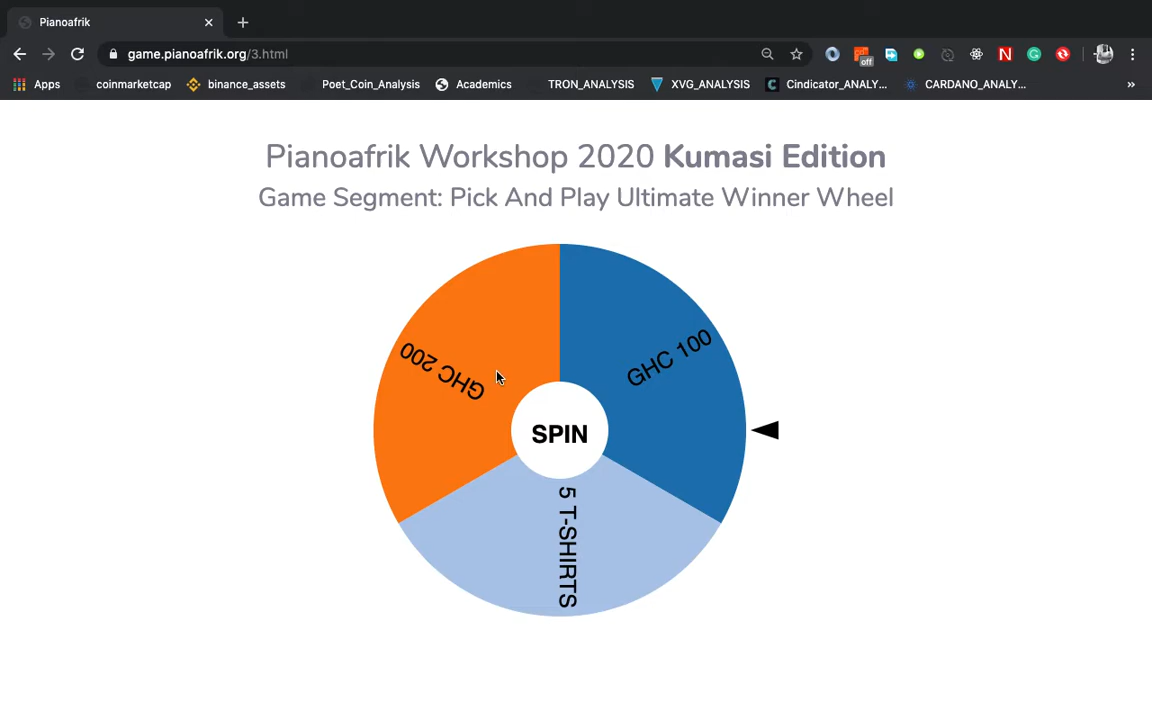 Pianoafrik
game.pianoafrik.org/3.html
off
N
Apps
coinmarketcap
binance_assets
Poet_Coin_Analysis
Academics
TRON_ANALYSIS
XVG_ANALYSIS
Cindicator_ANALY...
CARDANO_ANALY...
»
Pianoafrik Workshop 2020 Kumasi Edition
Game Segment: Pick And Play Ultimate Winner Wheel
GHC 200
GHC 100
SPIN
5 T-SHIRTS